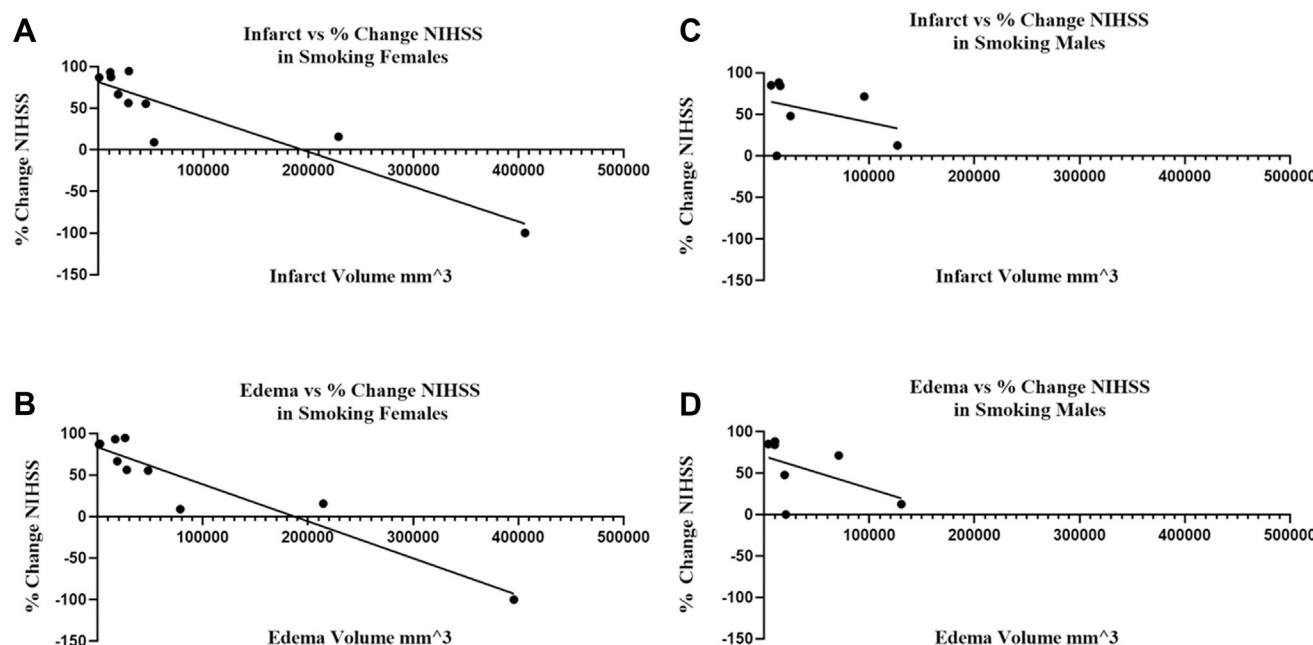 A
Infarct vs % Change NIHSS
in Smoking Females
100
50
0
-50
-100
-150
100000
200000
300000
400000
500000
% Change NIHSS
Infarct Volume mm^3
C
Infarct vs % Change NIHSS
in Smoking Males
100
50
0
-50
-100
-150
100000
200000
300000
400000
500000
% Change NIHSS
Infarct Volume mm^3
B
Edema vs % Change NIHSS
in Smoking Females
100
50
0
-50
-100
-150
100000
200000
300000
400000
500000
% Change NIHSS
Edema Volume mm^3
D
Edema vs % Change NIHSS
in Smoking Males
100
50
0
-50
-100
-150
100000
200000
300000
400000
500000
% Change NIHSS
Edema Volume mm^3